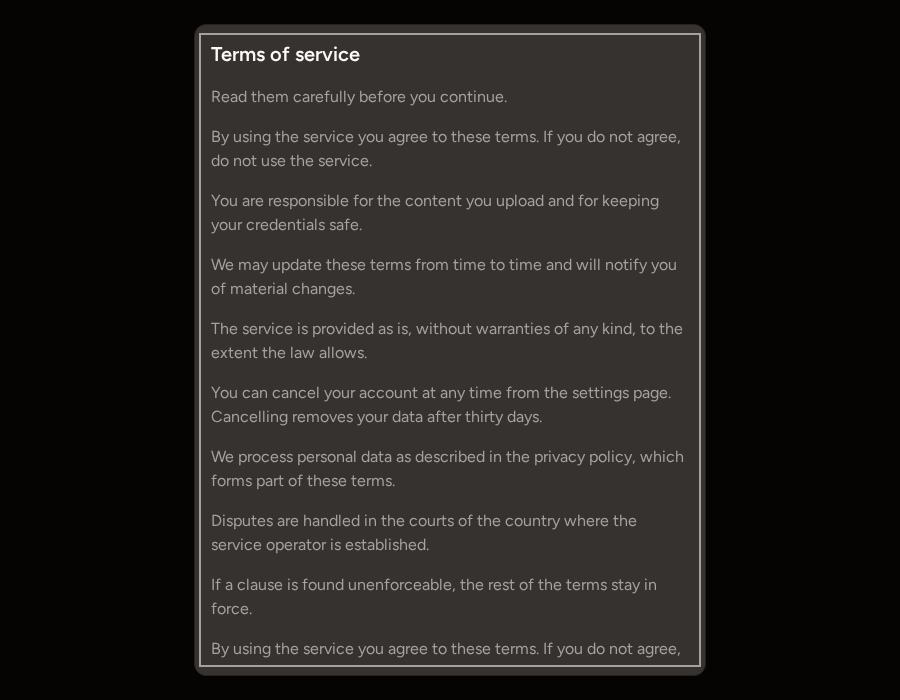 Terms of service
Read them carefully before you continue.
By using the service you agree to these terms. If you do not agree,
do not use the service.
You are responsible for the content you upload and for keeping
your credentials safe.
We may update these terms from time to time and will notify you
of material changes.
The service is provided as is, without warranties of any kind, to the
extent the law allows.
You can cancel your account at any time from the settings page.
Cancelling removes your data after thirty days.
We process personal data as described in the privacy policy, which
forms part of these terms.
Disputes are handled in the courts of the country where the
service operator is established.
If a clause is found unenforceable, the rest of the terms stay in
force.
By using the service you agree to these terms. If you do not agree,